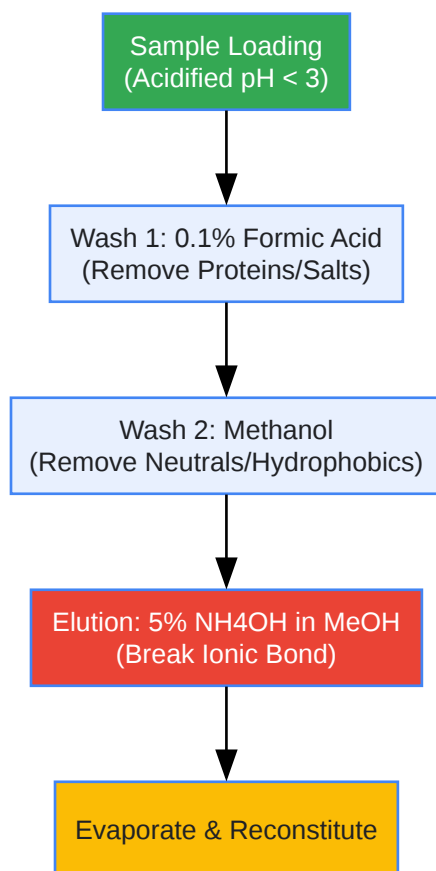 Sample Loading
(Acidified pH < 3)
Wash 1: 0.1% Formic Acid
(Remove Proteins/Salts)
Wash 2: Methanol
(Remove Neutrals/Hydrophobics)
Elution: 5% NH4OH in MeOH
(Break Ionic Bond)
Evaporate & Reconstitute